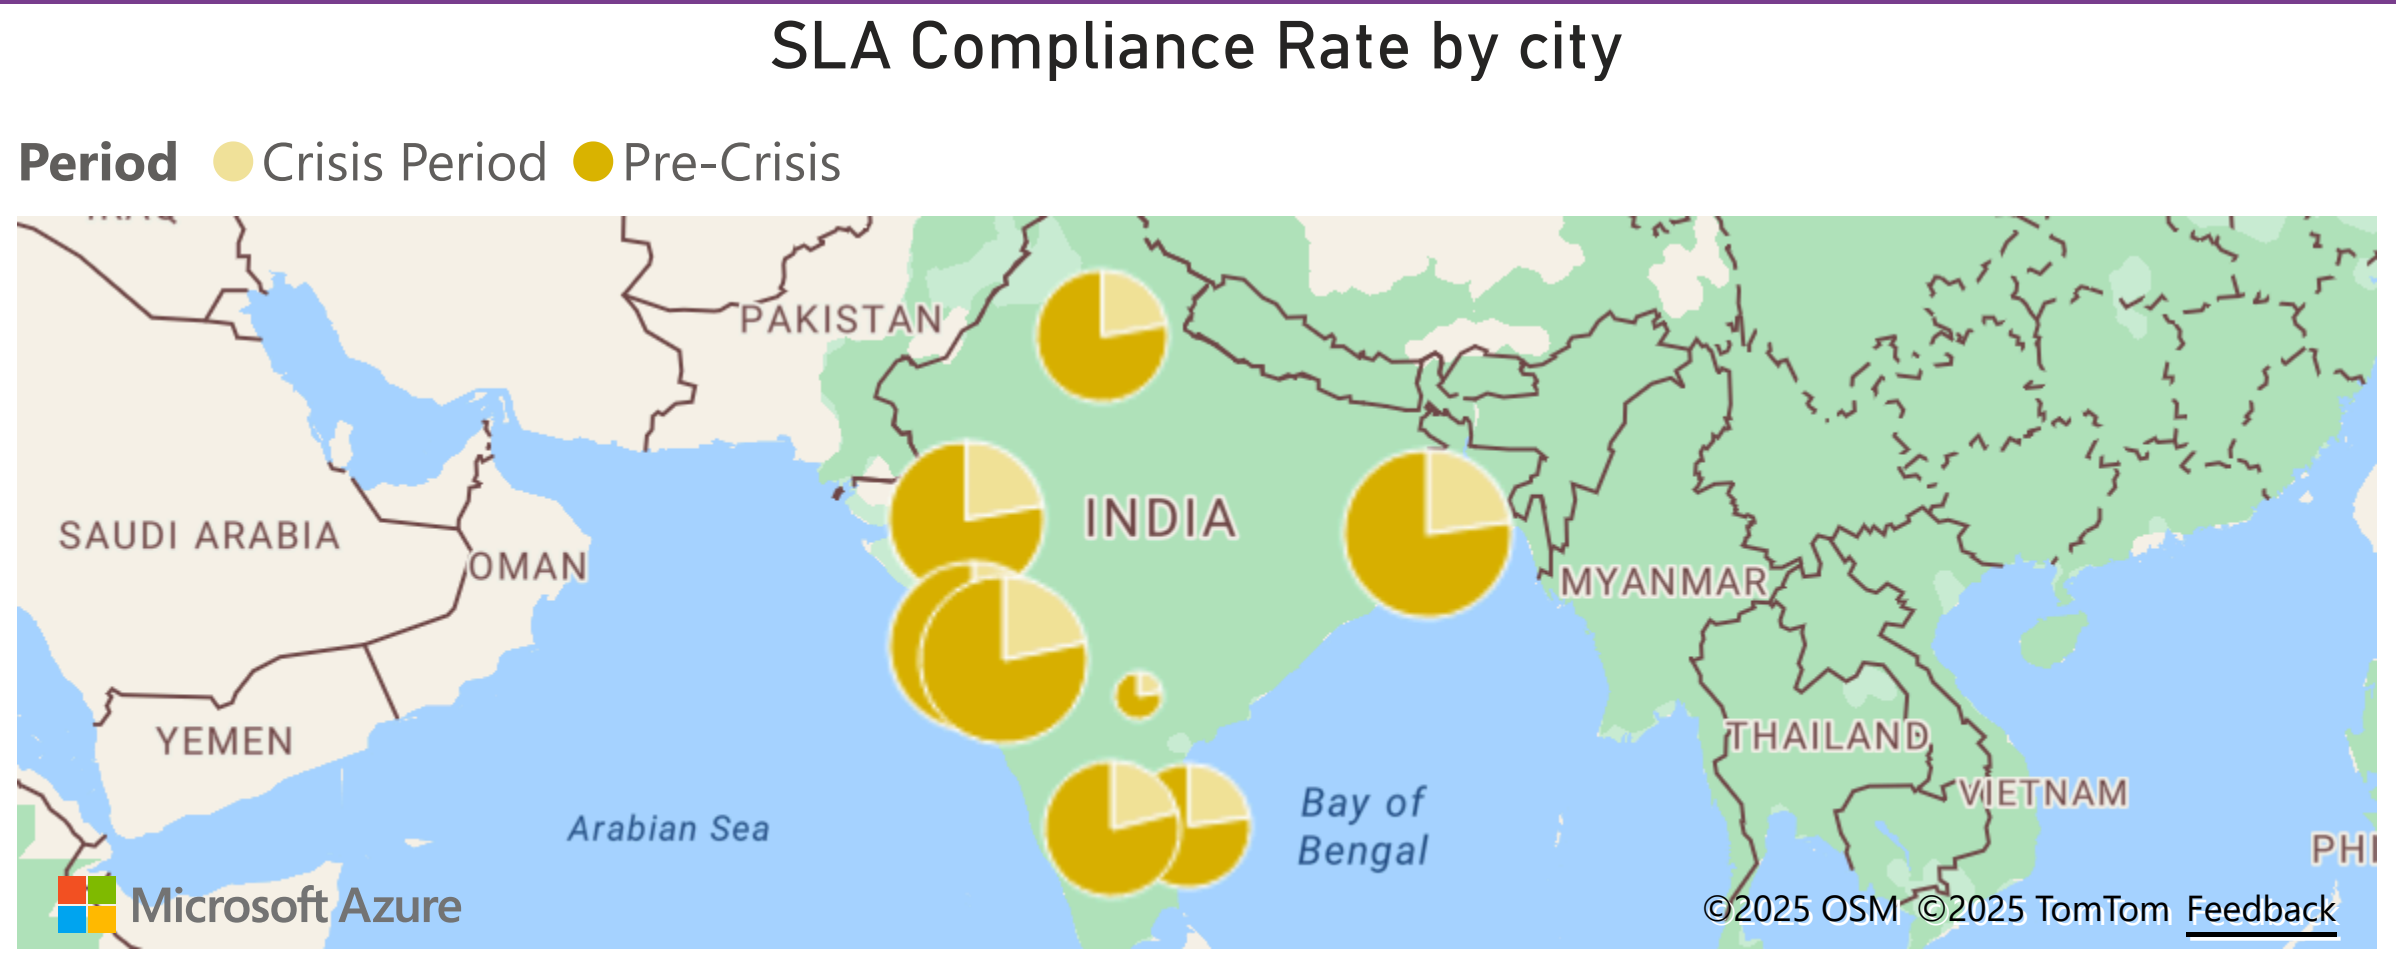 SLA Compliance Rate by city
Period Crisis Period Pre-Crisis
PAKISTAN
INDIA
SAUDI ARABIA
OMAN
MYANMAR
YEMEN
THAILAND
VIETNAM
Arabian Sea
Bay of
Bengal
PHI
Microsoft Azure
©2025 OSM ©2025 TomTom Feedback